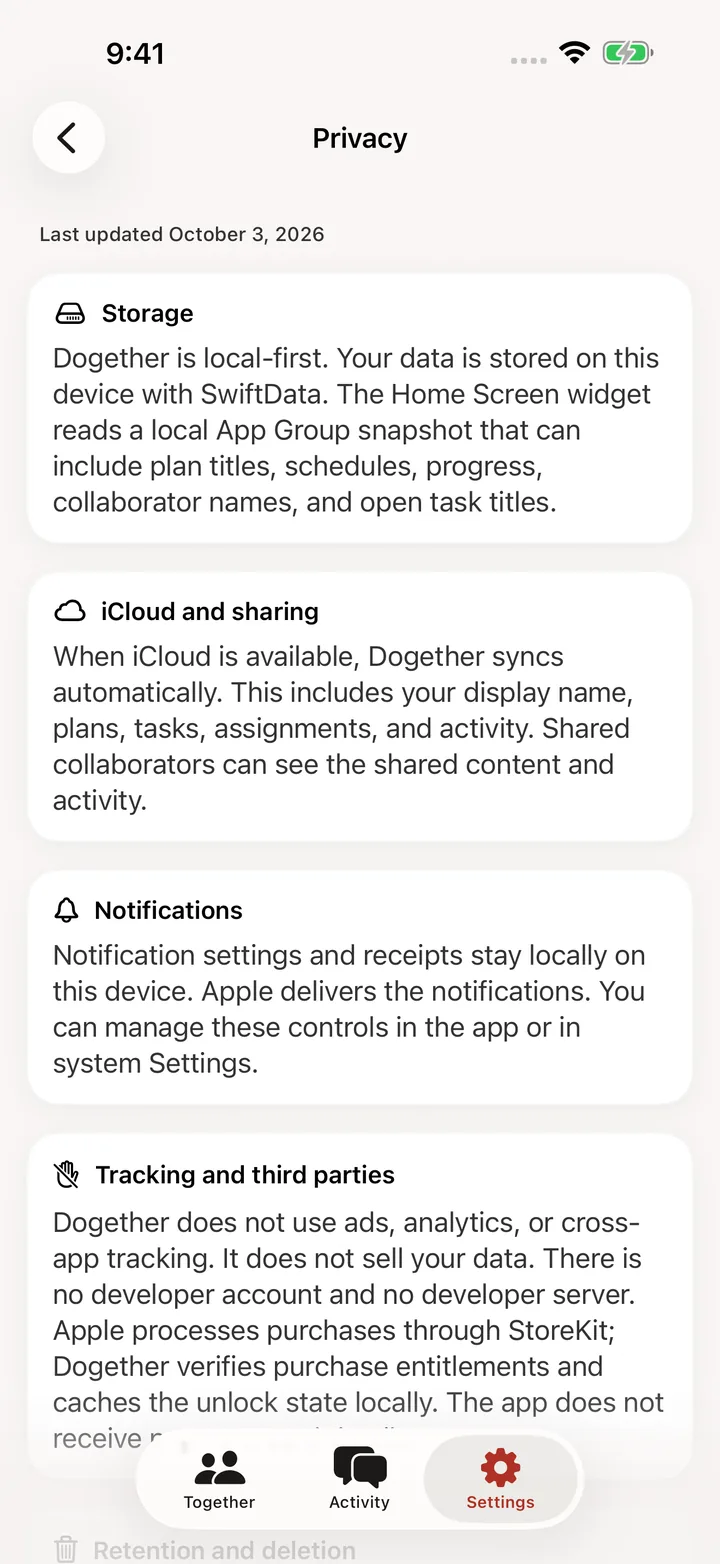 9:41
Privacy
Last updated October 3, 2026
Storage
Dogether is local-first. Your data is stored on this
device with SwiftData. The Home Screen widget
reads a local App Group snapshot that can
include plan titles, schedules, progress,
collaborator names, and open task titles.
iCloud and sharing
When iCloud is available, Dogether syncs
automatically. This includes your display name,
plans, tasks, assignments, and activity. Shared
collaborators can see the shared content and
activity.
Notifications
Notification settings and receipts stay locally on
this device. Apple delivers the notifications. You
can manage these controls in the app or in
system Settings.
Tracking and third parties
Dogether does not use ads, analytics, or cross-
app tracking. It does not sell your data. There is
no developer account and no developer server.
Apple processes purchases through StoreKit;
Dogether verifies purchase entitlements and
caches the unlock state locally. The app does not
receive
Together
Activity
Settings
Retention and deletion